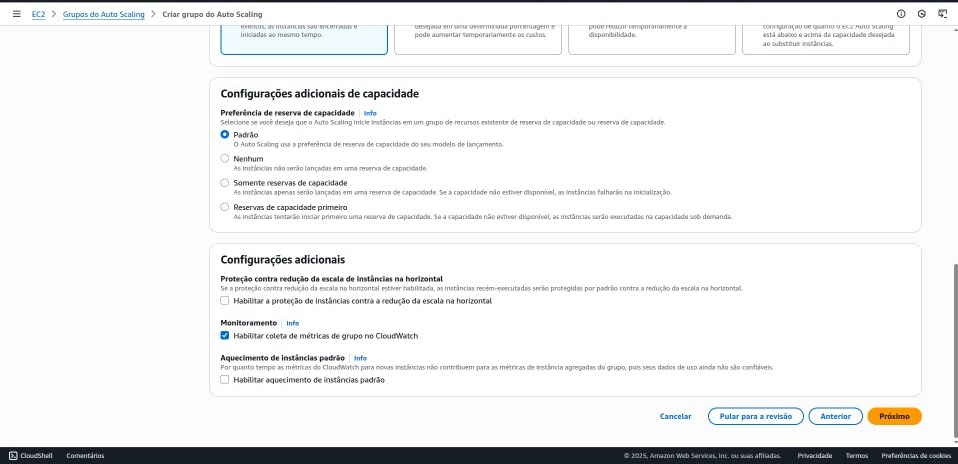 EC2 > Grupos do Auto Scaling > Criar grupo do Auto Scaling
iniciadas ao mesmo tempo.
pode aumentar temporariamente os custos.
disponibilidade.
configuração de quanto o EC2 Auto Scaling
está abaixo e acima da capacidade desejada
ao substituir instâncias.
Configurações adicionais de capacidade
Preferência de reserva de capacidade | Info
Selecione se você deseja que o Auto Scaling inicie instâncias em um grupo de recursos existente de reserva de capacidade ou reserva de capacidade.
Padrão
O Auto Scaling usa a preferência de reserva de capacidade do seu modelo de lançamento.
Nenhum
As instâncias não serão lançadas em uma reserva de capacidade.
Somente reservas de capacidade
As instâncias apenas serão lançadas em uma reserva de capacidade. Se a capacidade não estiver disponível, as instâncias falharão na inicialização.
Reservas de capacidade primeiro
As instâncias tentarão iniciar primeiro uma reserva de capacidade. Se a capacidade não estiver disponível, as instâncias serão executadas na capacidade sob demanda.
Configurações adicionais
Proteção contra redução da escala de instâncias na horizontal
Se a proteção contra redução da escala na horizontal estiver habilitada, as instâncias recém-executadas serão protegidas por padrão contra a redução da escala na horizontal.
Habilitar a proteção de instâncias contra a redução da escala na horizontal
Monitoramento | Info
Habilitar coleta de métricas de grupo no CloudWatch
Aquecimento de instâncias padrão | Info
Por quanto tempo as métricas do CloudWatch para novas instâncias não contribuem para as métricas de instância agregadas do grupo, pois seus dados de uso ainda não são confiáveis.
Habilitar aquecimento de instâncias padrão
Cancelar Pular para a revisão Anterior Próximo
CloudShell Comentários © 2025, Amazon Web Services, Inc. ou suas afiliadas. Privacidade Termos Preferências de cookies